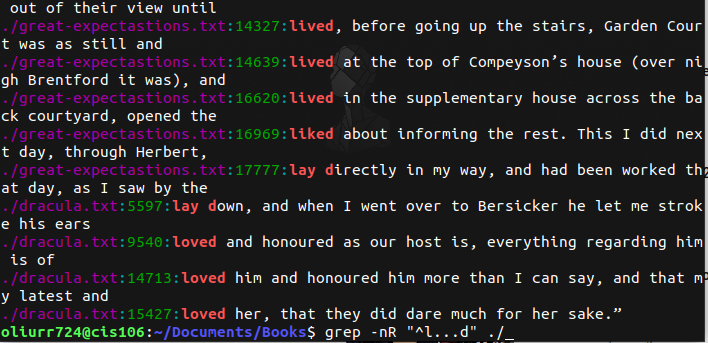 out of their view until
./great-expectastions.txt:14327:lived, before going up the stairs, Garden Cour
t was as still and
./great-expectastions.txt:14639:lived at the top of Compeyson’s house (over ni
gh Brentford it was), and
./great-expectastions.txt:16620:lived in the supplementary house across the ba
ck courtyard, opened the
./great-expectastions.txt:16969:liked about informing the rest. This I did nex
t day, through Herbert,
./great-expectastions.txt:17777:lay directly in my way, and had been worked th
at day, as I saw by the
./dracula.txt:5597:lay down, and when I went over to Bersicker he let me strok
e his ears
./dracula.txt:9540:loved and honoured as our host is, everything regarding him
 is of
./dracula.txt:14713:loved him and honoured him more than I can say, and that m
y latest and
./dracula.txt:15427:loved her, that they did dare much for her sake.”
oliurr724@cis106:~/Documents/Books$ grep -nR "^l...d" ./_